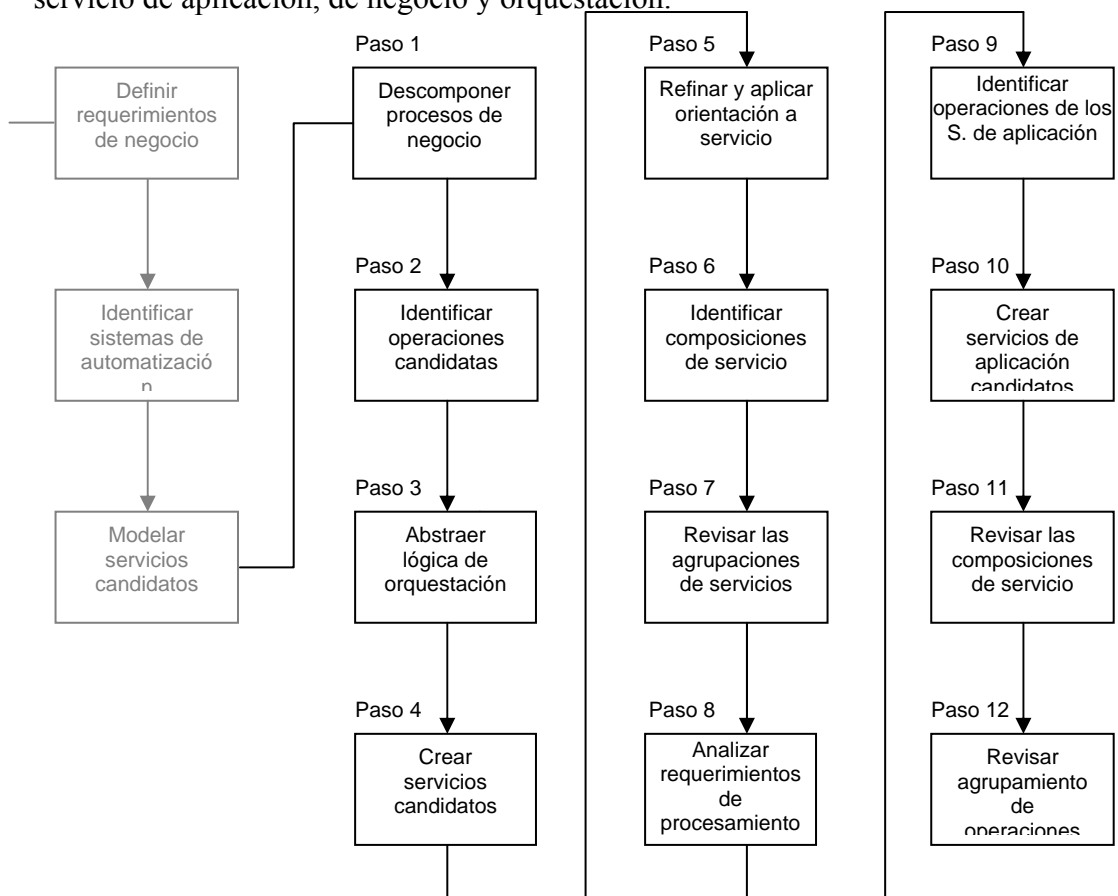 servicio de aplicación, de negocio y orquestación.
Definir
requerimientos
de negocio
Identificar
sistemas de
automatizació
n
Modelar
servicios
candidatos
Paso 1
Descomponer
procesos de
negocio
Paso 2
Identificar
operaciones
candidatas
Paso 3
Abstraer
lógica de
orquestación
Paso 4
Crear
servicios
candidatos
Paso 5
Refinar y aplicar
orientación a
servicio
Paso 6
Identificar
composiciones
de servicio
Paso 7
Revisar las
agrupaciones
de servicios
Paso 8
Analizar
requerimientos
de
procesamiento
Paso 9
Identificar
operaciones de los
S. de aplicación
Paso 10
Crear
servicios de
aplicación
candidatos
Paso 11
Revisar las
composiciones
de servicio
Paso 12
Revisar
agrupamiento
de
operaciones